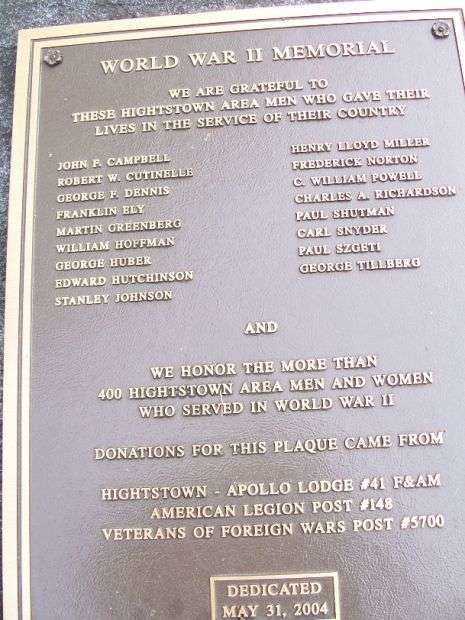 WORLD WAR II MEMORIAL
WE ARE GRATEFUL TO
THESE HIGHTSTOWN AREA MEN WHO GAVE THEIR
LIVES IN THE SERVICE OF THEIR COUNTRY
JOHN F. CAMPBELL
ROBERT W. CUTINELLE
GEORGE F. DENNIS
FRANKLIN ELY
MARTIN GREENBERG
WILLIAM HOFFMAN
GEORGE HUBER
EDWARD HUTCHINSON
STANLEY JOHNSON
HENRY LLOYD MILLER
FREDERICK NORTON
C. WILLIAM POWELL
CHARLES A. RICHARDSON
PAUL SHUTMAN
CARL SNYDER
PAUL SZGETI
GEORGE TILLBERG
AND
WE HONOR THE MORE THAN
400 HIGHTSTOWN AREA MEN AND WOMEN
WHO SERVED IN WORLD WAR II
DONATIONS FOR THIS PLAQUE CAME FROM
HIGHTSTOWN - APOLLO LODGE #41 F&AM
AMERICAN LEGION POST #148
VETERANS OF FOREIGN WARS POST #5700
DEDICATED
MAY 31, 2004